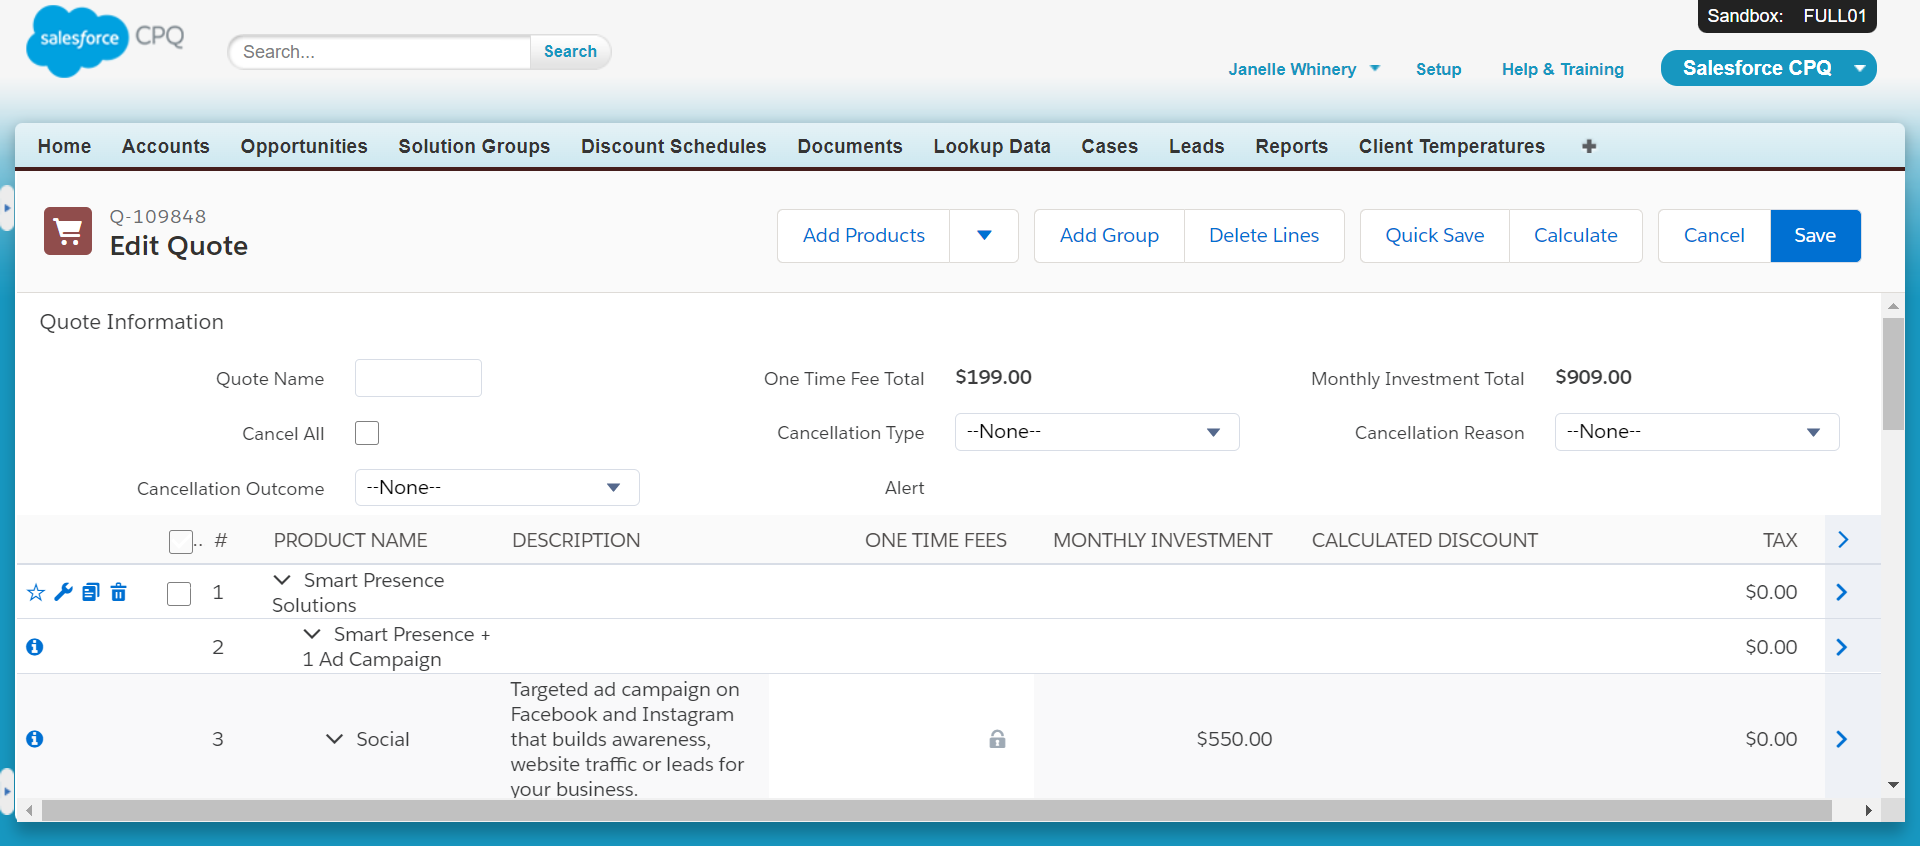 Sandbox: FULL01
salesforce CPQ
Search... Search
Janelle Whinery Setup Help & Training Salesforce CPQ
Home Accounts Opportunities Solution Groups Discount Schedules Documents Lookup Data Cases Leads Reports Client Temperatures
Q-109848
Edit Quote
Add Products Add Group Delete Lines Quick Save Calculate Cancel Save
Quote Information
Quote Name One Time Fee Total $199.00 Monthly Investment Total $909.00
Cancel All Cancellation Type --None-- Cancellation Reason --None--
Cancellation Outcome --None-- Alert
.. # PRODUCT NAME DESCRIPTION ONE TIME FEES MONTHLY INVESTMENT CALCULATED DISCOUNT TAX
1 Smart Presence
Solutions $0.00
2 Smart Presence +
1 Ad Campaign $0.00
3 Social
Targeted ad campaign on
Facebook and Instagram
that builds awareness,
website traffic or leads for
your business.
$550.00 $0.00